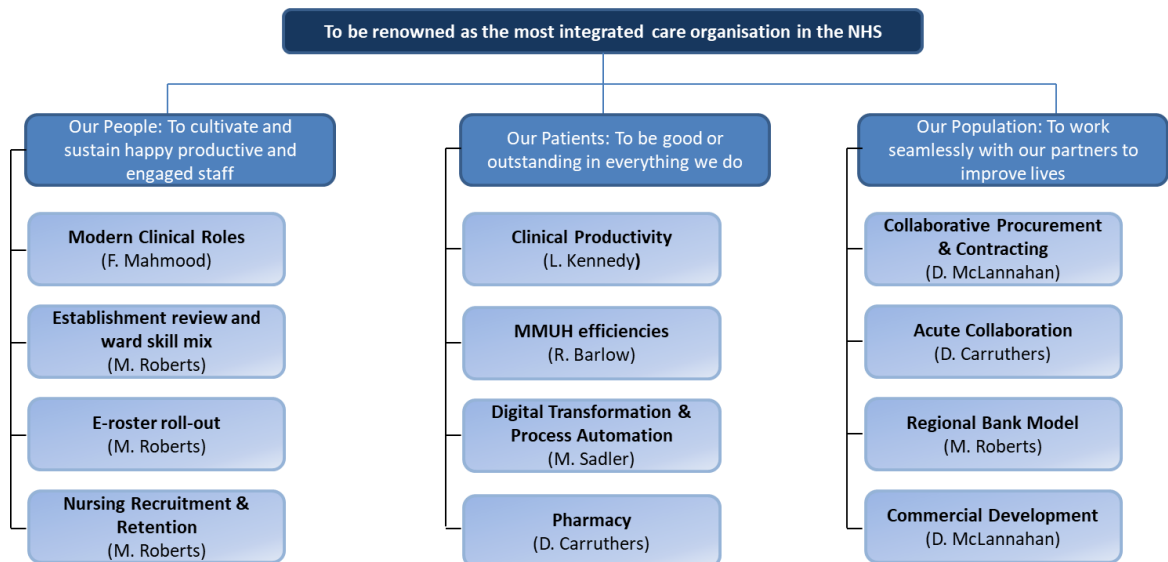 To be renowned as the most integrated care organisation in the NHS
Our People: To cultivate and
sustain happy productive and
engaged staff
Modern Clinical Roles
(F. Mahmood)
Establishment review and
ward skill mix
(M. Roberts)
E-roster roll-out
(M. Roberts)
Nursing Recruitment &
Retention
(M. Roberts)
Our Patients: To be good or
outstanding in everything we do
Clinical Productivity
(L. Kennedy)
MMUH efficiencies
(R. Barlow)
Digital Transformation &
Process Automation
(M. Sadler)
Pharmacy
(D. Carruthers)
Our Population: To work
seamlessly with our partners to
improve lives
Collaborative Procurement
& Contracting
(D. McLannahan)
Acute Collaboration
(D. Carruthers)
Regional Bank Model
(M. Roberts)
Commercial Development
(D. McLannahan)